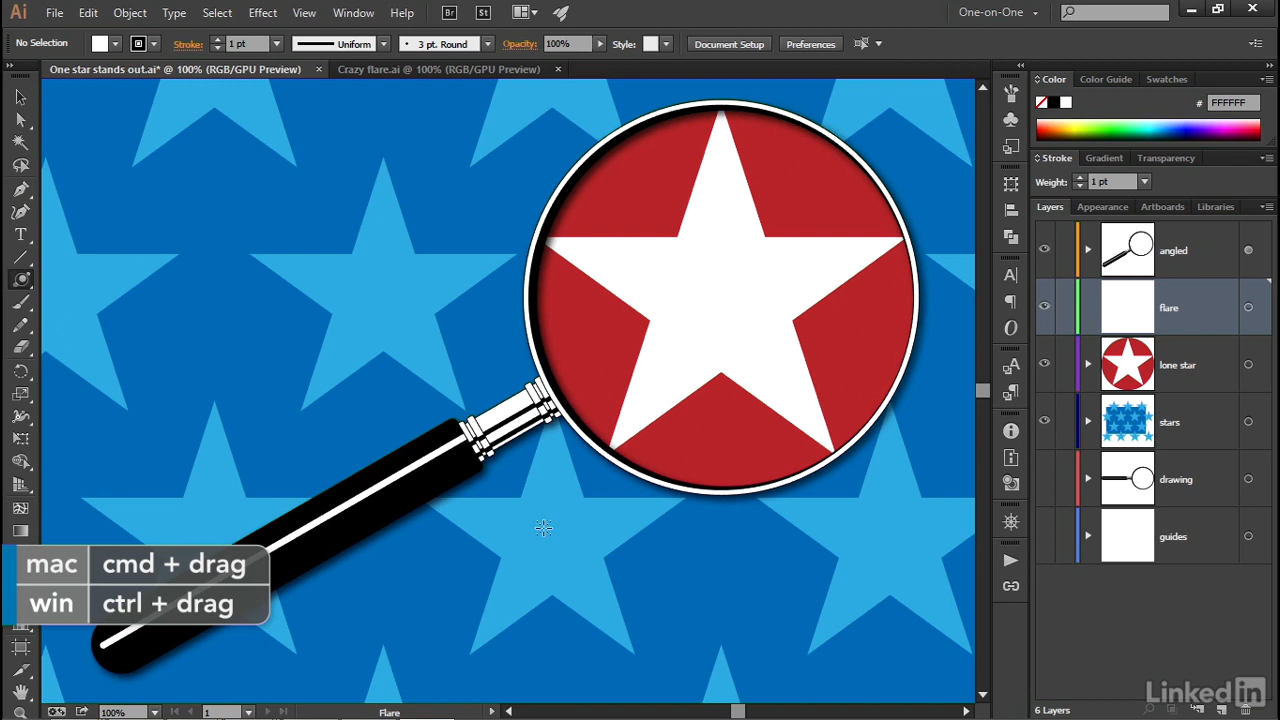 Ai File Edit Object Type Select Effect View Window Help Br St One-on-One
No Selection Stroke: 1 pt Uniform 3 pt. Round Opacity: 100% Style: Document Setup Preferences
One star stands out.ai* @ 100% (RGB/GPU Preview) × Crazy flare.ai @ 100% (RGB/GPU Preview) ×
Color Color Guide Swatches
# FFFFFF
Stroke Gradient Transparency
Weight: 1 pt
Layers Appearance Artboards Libraries
angled
flare
lone star
stars
drawing
guides
mac cmd + drag
win ctrl + drag
LinkedIn
100% 1 Flare 6 Layers